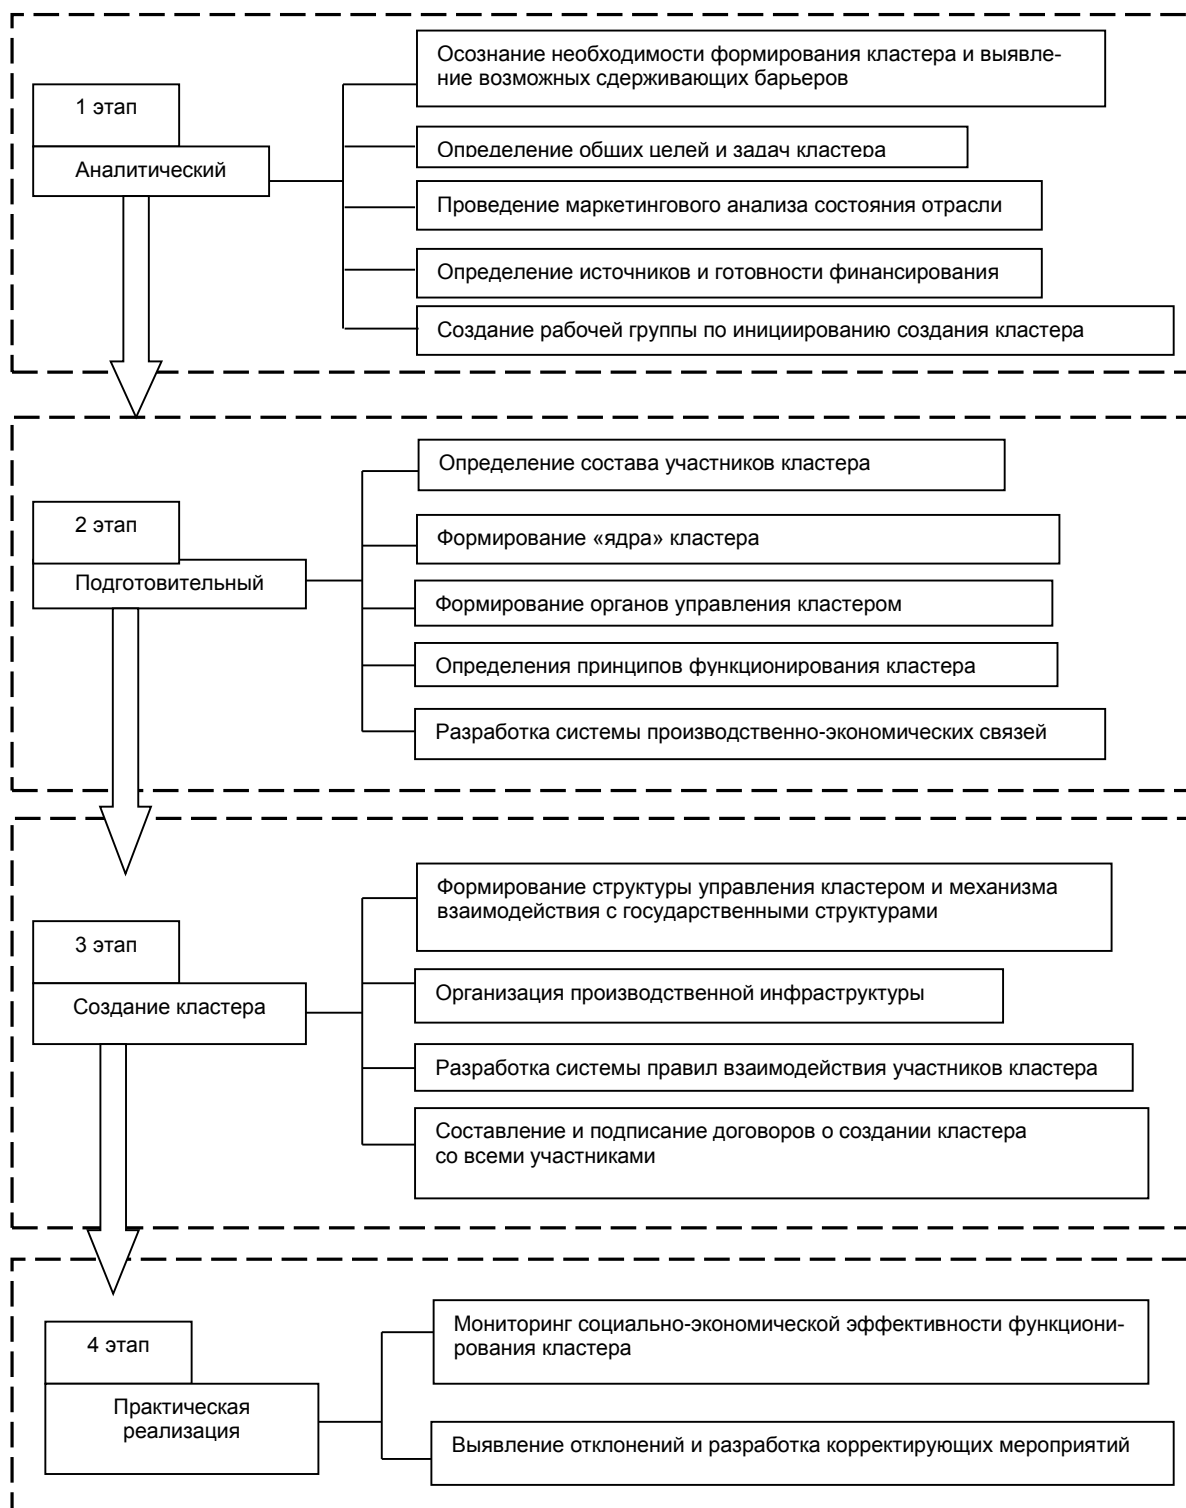 1 этап
Аналитический
Осознание необходимости формирования кластера и выявле-
ние возможных сдерживающих барьеров
Определение общих целей и задач кластера
Проведение маркетингового анализа состояния отрасли
Определение источников и готовности финансирования
Создание рабочей группы по инициированию создания кластера
2 этап
Подготовительный
Определение состава участников кластера
Формирование «ядра» кластера
Формирование органов управления кластером
Определения принципов функционирования кластера
Разработка системы производственно-экономических связей
3 этап
Создание кластера
Формирование структуры управления кластером и механизма
взаимодействия с государственными структурами
Организация производственной инфраструктуры
Разработка системы правил взаимодействия участников кластера
Составление и подписание договоров о создании кластера
со всеми участниками
4 этап
Практическая
реализация
Мониторинг социально-экономической эффективности функциони-
рования кластера
Выявление отклонений и разработка корректирующих мероприятий